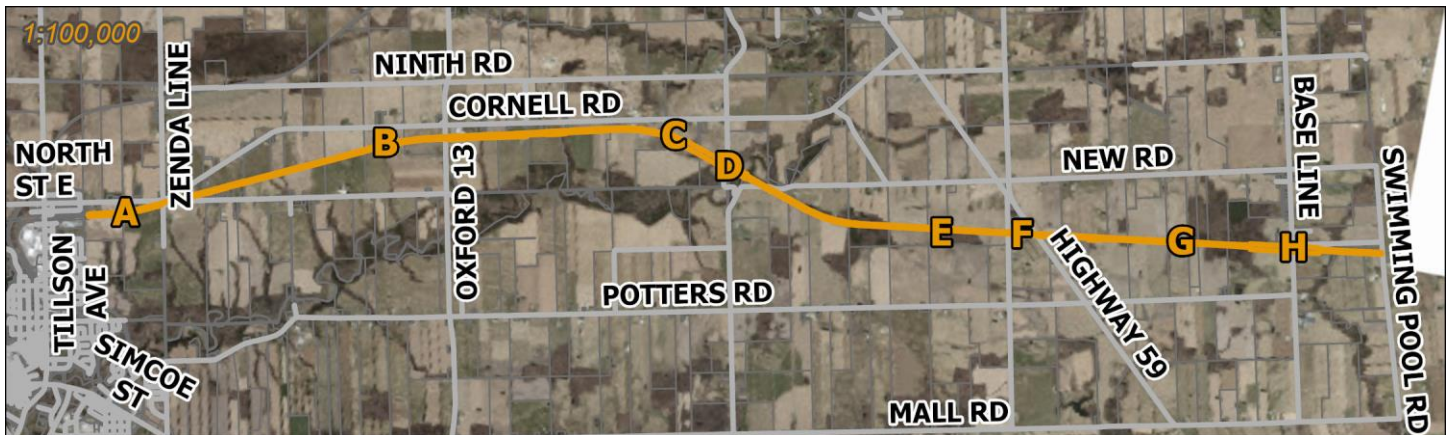 1:100,000
NINTH RD
ZENDA LINE
CORNELL RD
BASE LINE
B
C
NORTH
ST E
OXFORD 13
NEW RD
D
SWIMMING POOL RD
A
TILLSON
AVE
E
F
G
H
HIGHWAY 59
POTTERS RD
SIMCOE
ST
MALL RD